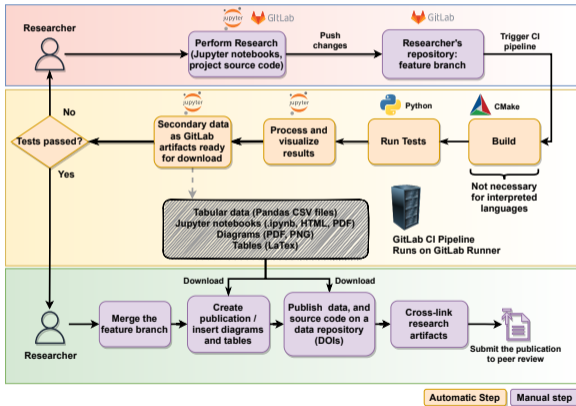 jupyter
GitLab
GitLab
Researcher
Perform Research
(Jupyter notebooks,
project source code)
Push
changes
Researcher's
repository:
feature branch
Trigger CI
pipeline
No
Tests passed?
Yes
jupyter
Secondary data
as GitLab
artifacts ready
for download
jupyter
Process and
visualize
results
Python
Run Tests
CMake
Build
Not necessary
for interpreted
languages
Tabular data (Pandas CSV files)
Jupyter notebooks (.ipynb, HTML, PDF)
Diagrams (PDF, PNG)
Tables (LaTex)
GitLab CI Pipeline
Runs on GitLab Runner
Download
Download
Researcher
Merge the
feature branch
Create
publication /
insert diagrams
and tables
Publish data, and
source code on a
data repository
(DOIs)
Cross-link
research
artifacts
Submit the publication
to peer review
Automatic Step
Manual step